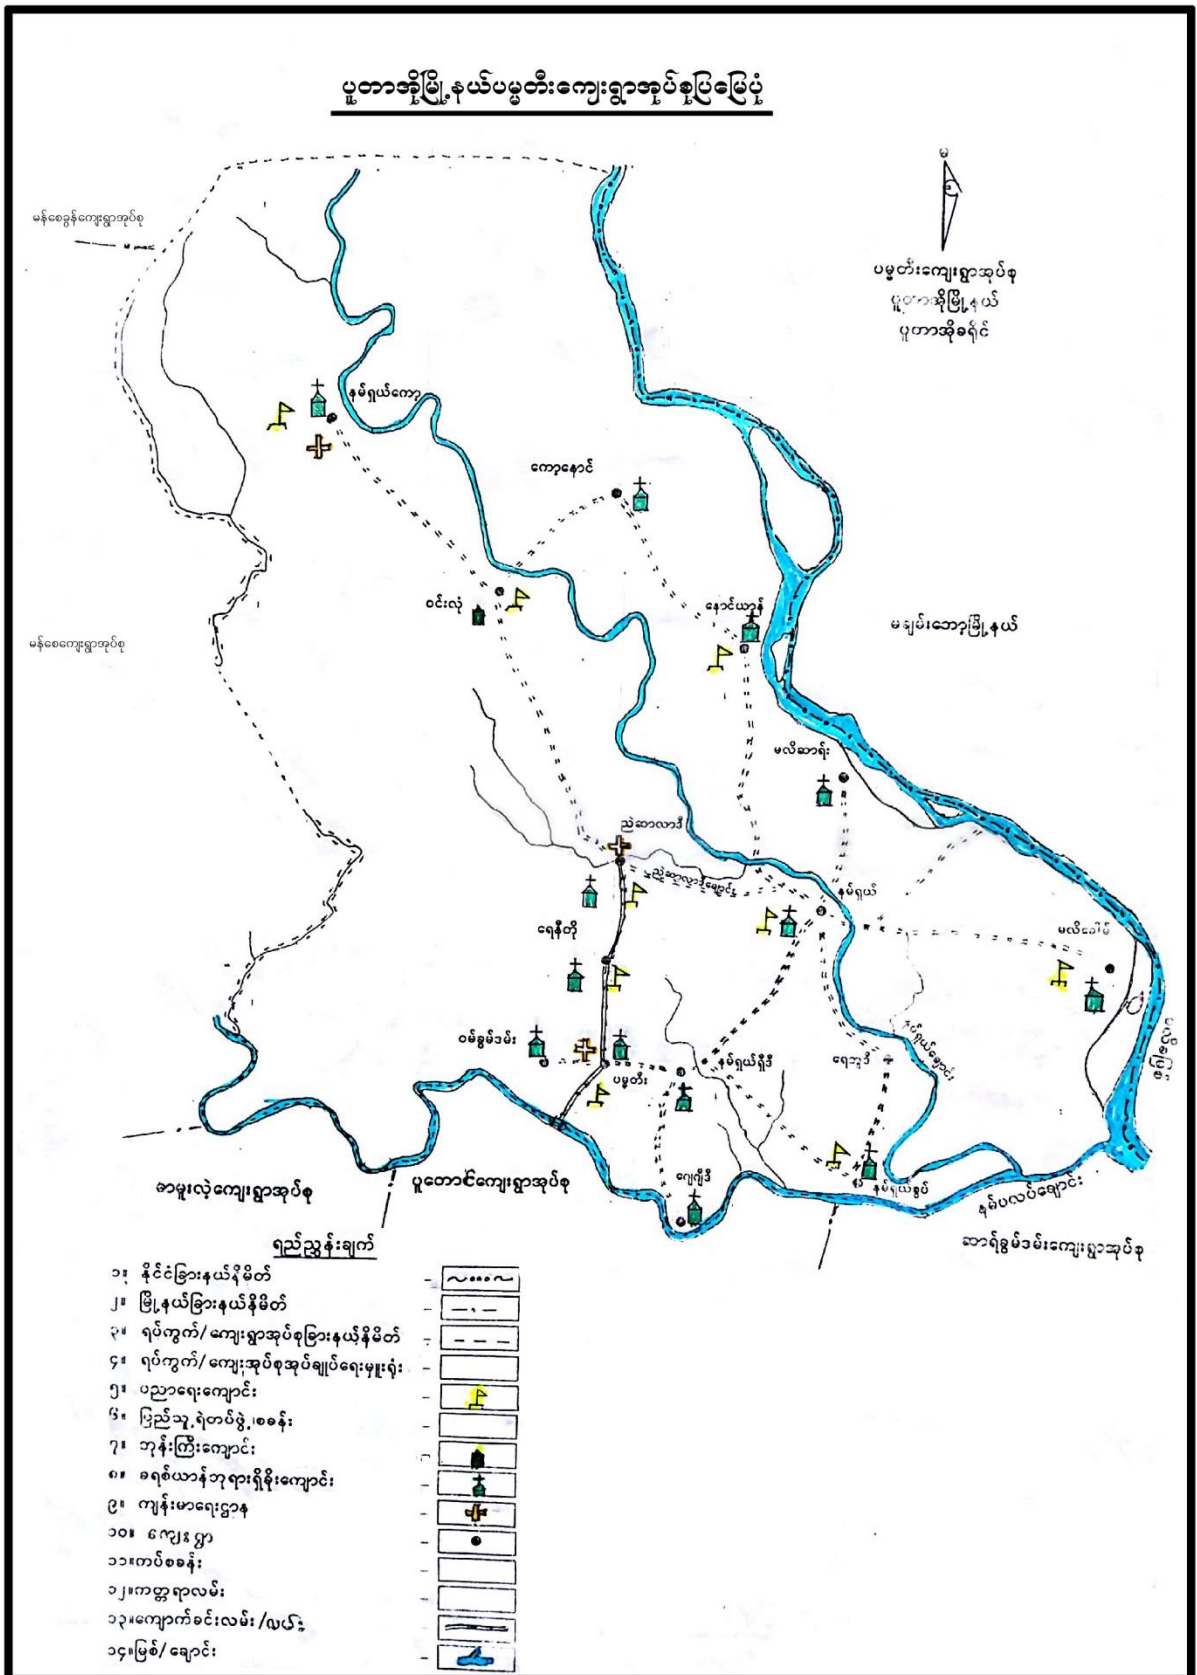 ပူတာအိုမြို့နယ်ပမ္မတီးကျေးရွာအုပ်စုပြမြေပုံ
မ
မန်စေခွန်ကျေးရွာအုပ်စု
ပမ္မတီးကျေးရွာအုပ်စု
ပူတာအိုမြို့နယ်
ပူတာအိုခရိုင်
နမ်ရှယ်ကော့
ကော့နောင်
ဝင်းလုံ
နောင်ယာန်
မချမ်းဘော့မြို့နယ်
မန်စေကျေးရွာအုပ်စု
မလိဆာရ်း
ညဲဆာလာဒီ
ညဲဆာလာဒီချောင်း
နမ်ရှယ်
ရေနီတို
ဝမ်ခွမ်ဒမ်း
ပမ္မတီး
နမ်ရှယ်ရှီဒီ
နမ်ရှယ်ချောင်း
ဂျေဂျီဒီ
နမ်ရှယ်စွပ်
နမ်ပလပ်ချောင်း
ခာမူးလဲ့ကျေးရွာအုပ်စု
ပူတောင်ကျေးရွာအုပ်စု
ဆာရ်ခွမ်ဒမ်းကျေးရွာအုပ်စု
ရည်ညွှန်းချက်
၁။ နိုင်ငံခြားနယ်နိမိတ်
၂။ မြို့နယ်ခြားနယ်နိမိတ်
၃။ ရပ်ကွက်/ကျေးရွာအုပ်စုခြားနယ်နိမိတ်
၄။ ရပ်ကွက်/ကျေးအုပ်စုအုပ်ချုပ်ရေးမှူးရုံး
၅။ ပညာရေးကျောင်း
၆။ ပြည်သူ့ရဲတပ်ဖွဲ့စခန်း
၇။ ဘုန်းကြီးကျောင်း
၈။ ခရစ်ယာန်ဘုရားရှိခိုးကျောင်း
၉။ ကျန်းမာရေးဌာန
၁၀။ ကျေးရွာ
၁၁။ကပ်စခန်း
၁၂။ကတ္တရာလမ်း
၁၃။ကျောက်ခင်းလမ်း/လယ်
၁၄။မြစ်/ချောင်း